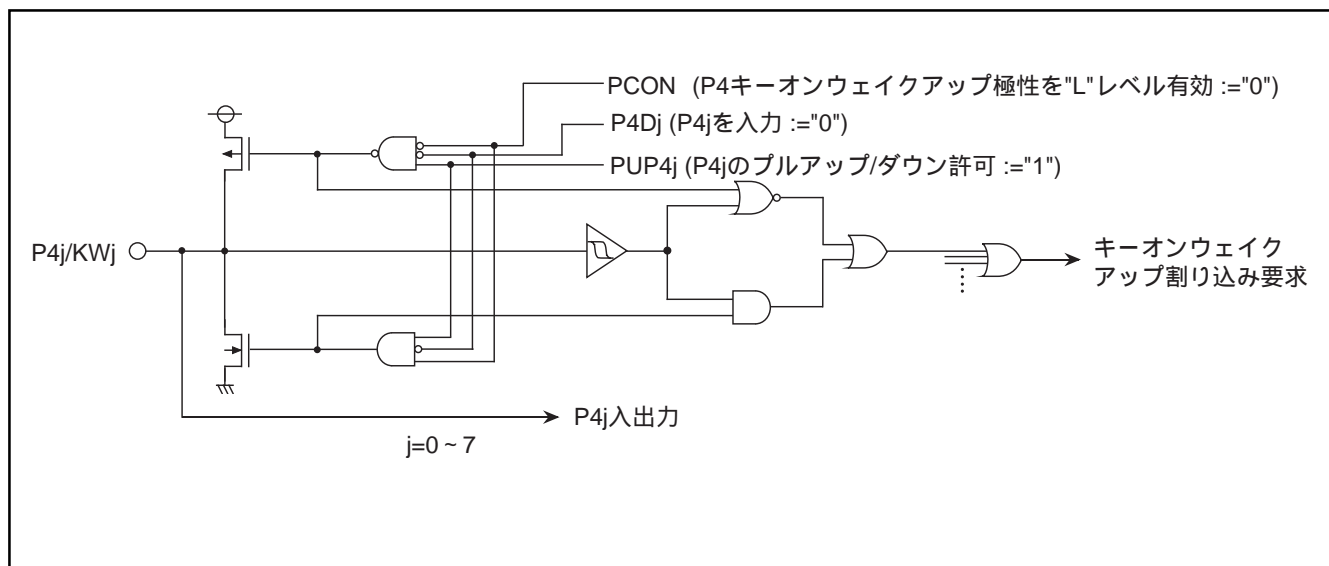 PCON (P4キーオンウェイクアップ極性を"L"レベル有効 :="0")
P4Dj (P4jを入力 :="0")
PUP4j (P4jのプルアップ/ダウン許可 :="1")
P4j/KWj
キーオンウェイク
アップ割り込み要求
P4j入出力
j=0 ~ 7